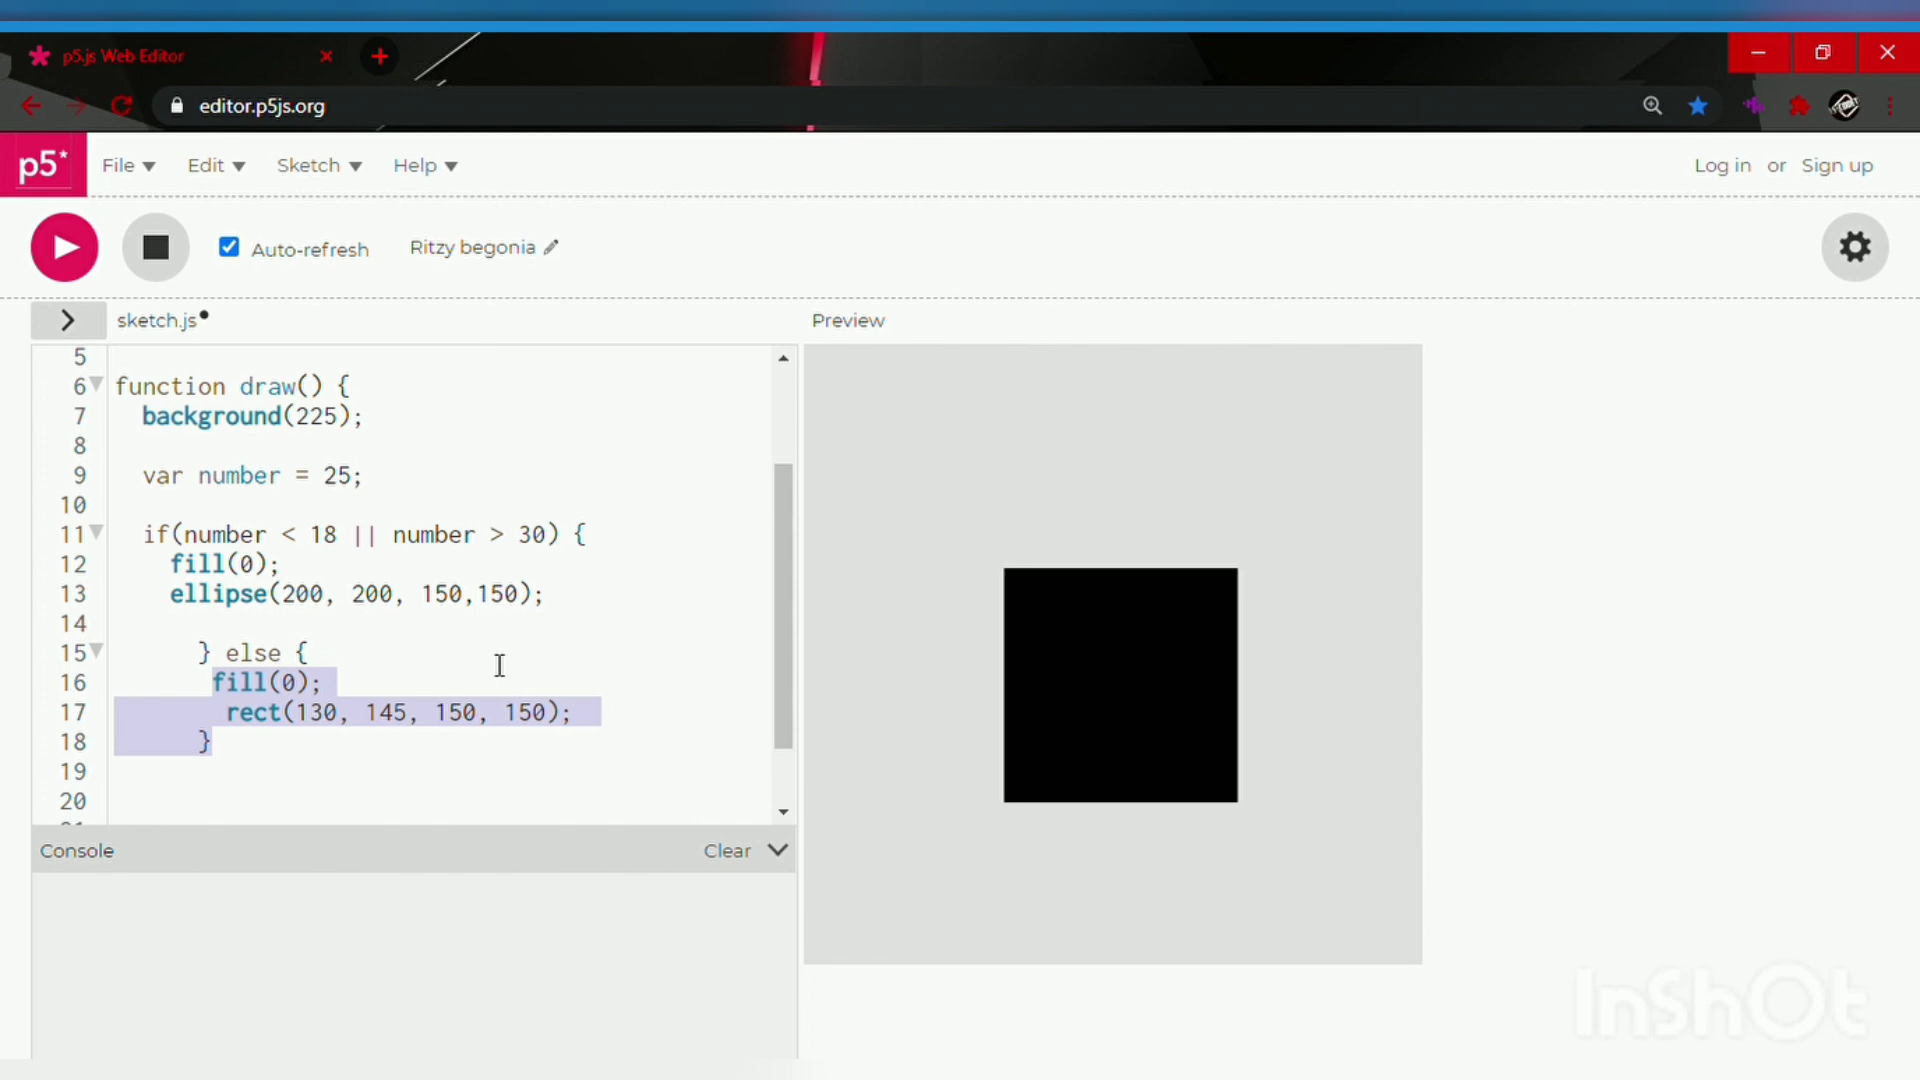 p5.js Web Editor
editor.p5js.org
p5* File Edit Sketch Help Log in or Sign up
Auto-refresh Ritzy begonia
sketch.js Preview
5
6 function draw() {
7 background(225);
8
9 var number = 25;
10
11 if(number < 18 || number > 30) {
12 fill(0);
13 ellipse(200, 200, 150,150);
14
15 } else {
16 fill(0);
17 rect(130, 145, 150, 150);
18 }
19
20
Console Clear
InShOt